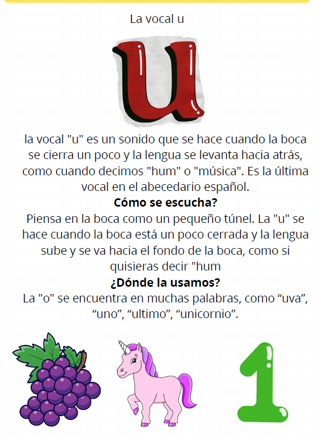 La vocal u
u
la vocal "u" es un sonido que se hace cuando la boca
se cierra un poco y la lengua se levanta hacia atrás,
como cuando decimos "hum" o "música". Es la última
vocal en el abecedario español.
Cómo se escucha?
Piensa en la boca como un pequeño túnel. La "u" se
hace cuando la boca está un poco cerrada y la lengua
sube y se va hacia el fondo de la boca, como si
quisieras decir "hum
¿Dónde la usamos?
La "o" se encuentra en muchas palabras, como “uva”,
“uno”, “ultimo”, “unicornio”.
1